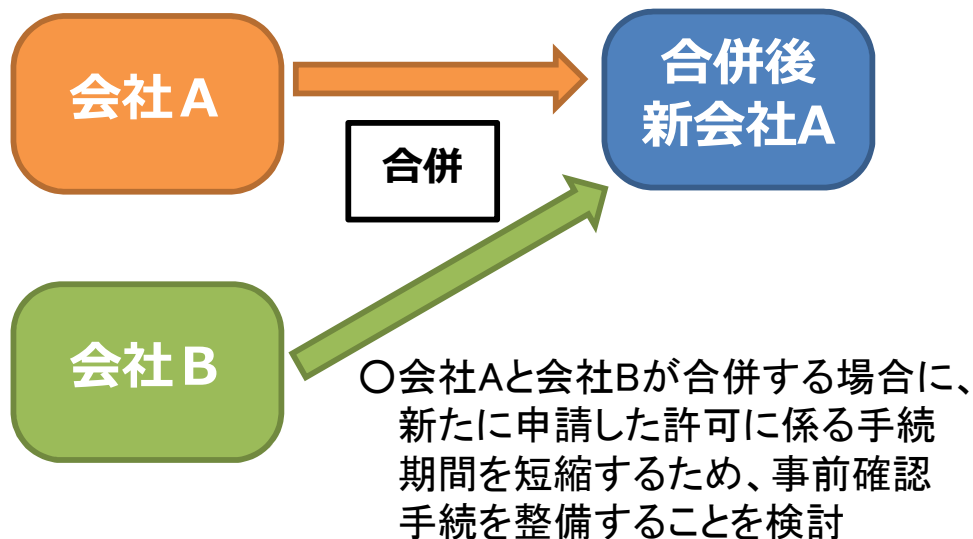 会社A
合併後
新会社A
合併
会社B
○会社Aと会社Bが合併する場合に、
新たに申請した許可に係る手続
期間を短縮するため、事前確認
手続を整備することを検討